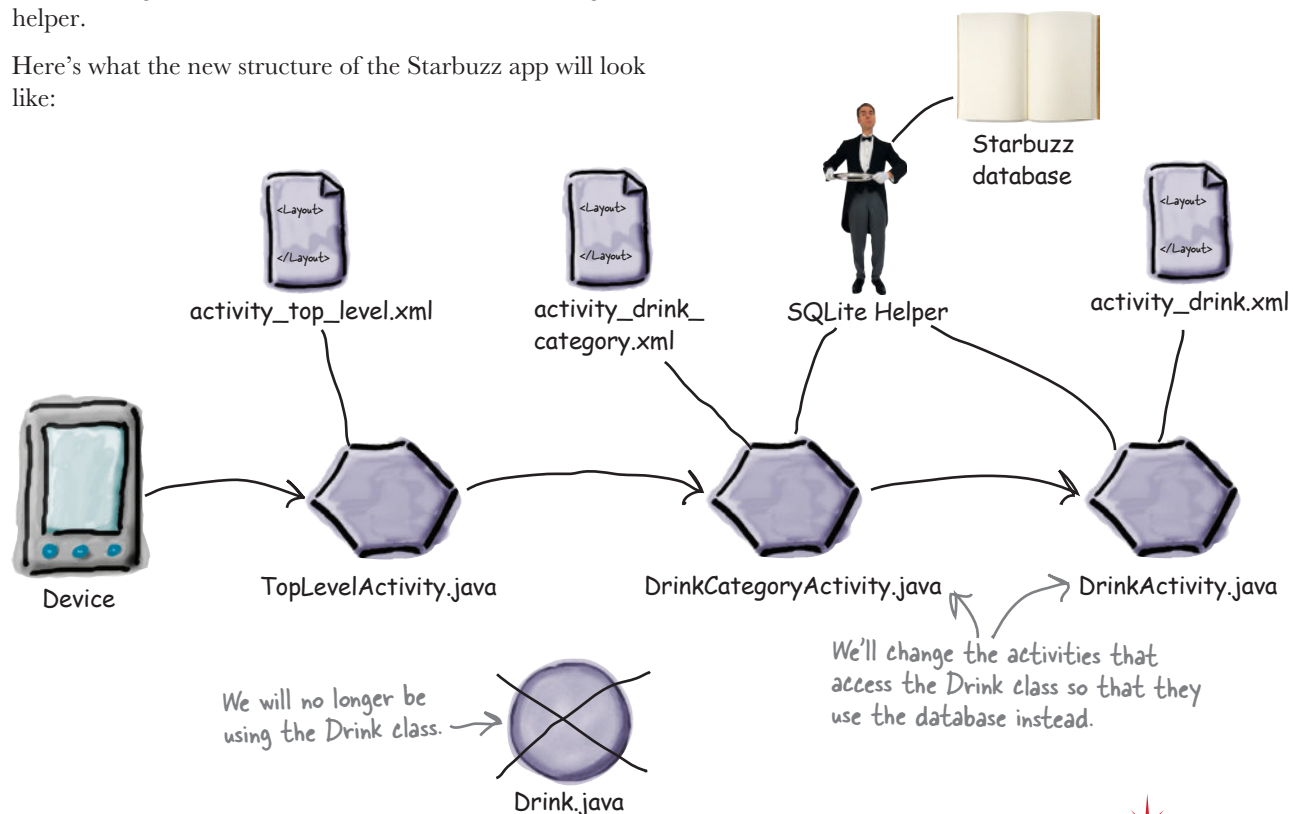 helper.
Here's what the new structure of the Starbuzz app will look
like:
Starbuzz
database
<Layout>
</Layout>
activity_top_level.xml
<Layout>
</Layout>
activity_drink_
category.xml
SQLite Helper
<Layout>
</Layout>
activity_drink.xml
Device
TopLevelActivity.java
DrinkCategoryActivity.java
DrinkActivity.java
We will no longer be
using the Drink class.
Drink.java
We'll change the activities that
access the Drink class so that they
use the database instead.